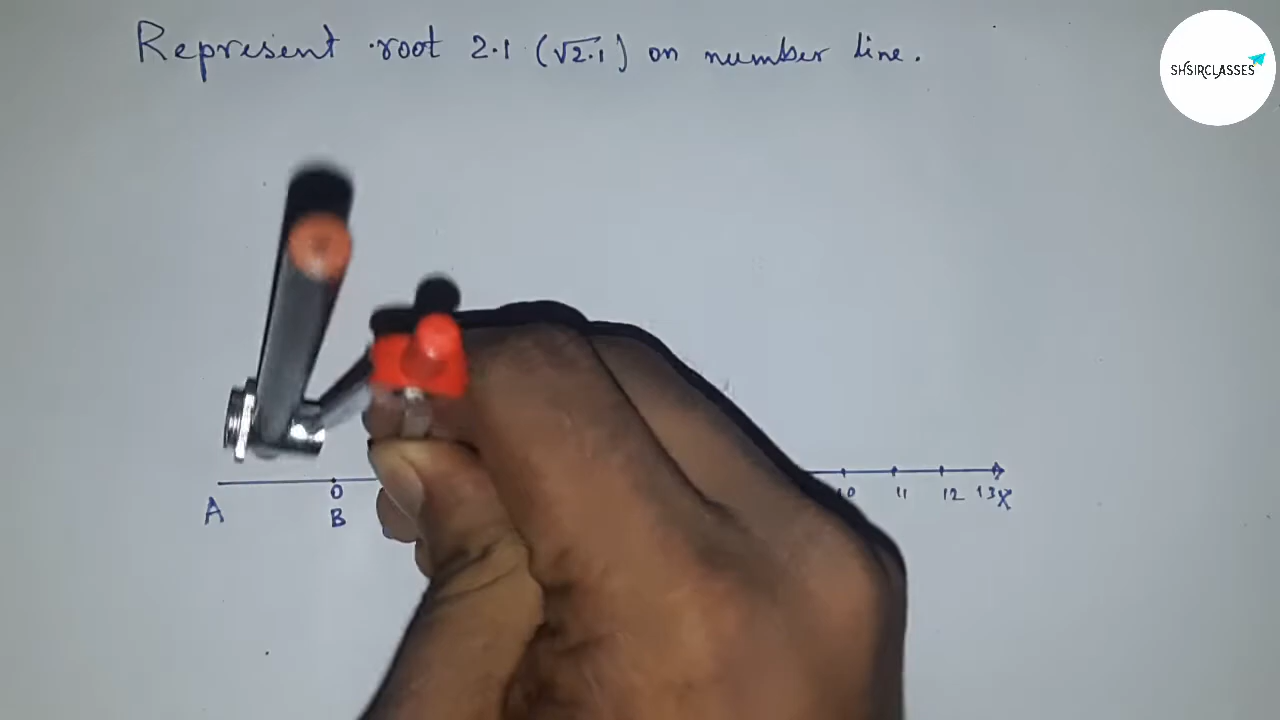 Represent root 2.1 (√2.1) on number line.
SHSIRCLASSES
0 10 11 12 13 X
A B